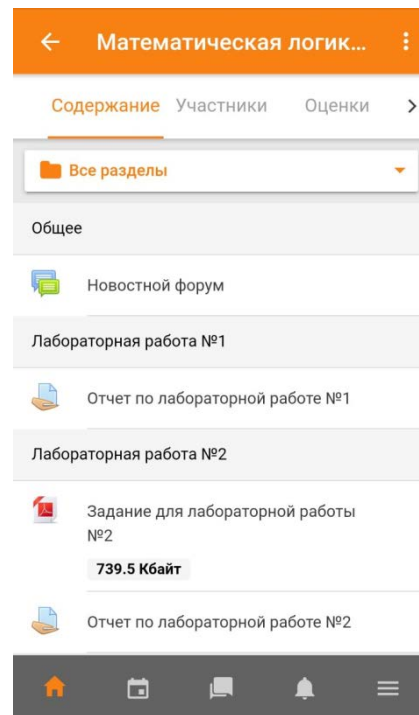 Математическая логик...
Содержание Участники Оценки
Все разделы
Общее
Новостной форум
Лабораторная работа №1
Отчет по лабораторной работе №1
Лабораторная работа №2
Задание для лабораторной работы
№2
739.5 Кбайт
Отчет по лабораторной работе №2